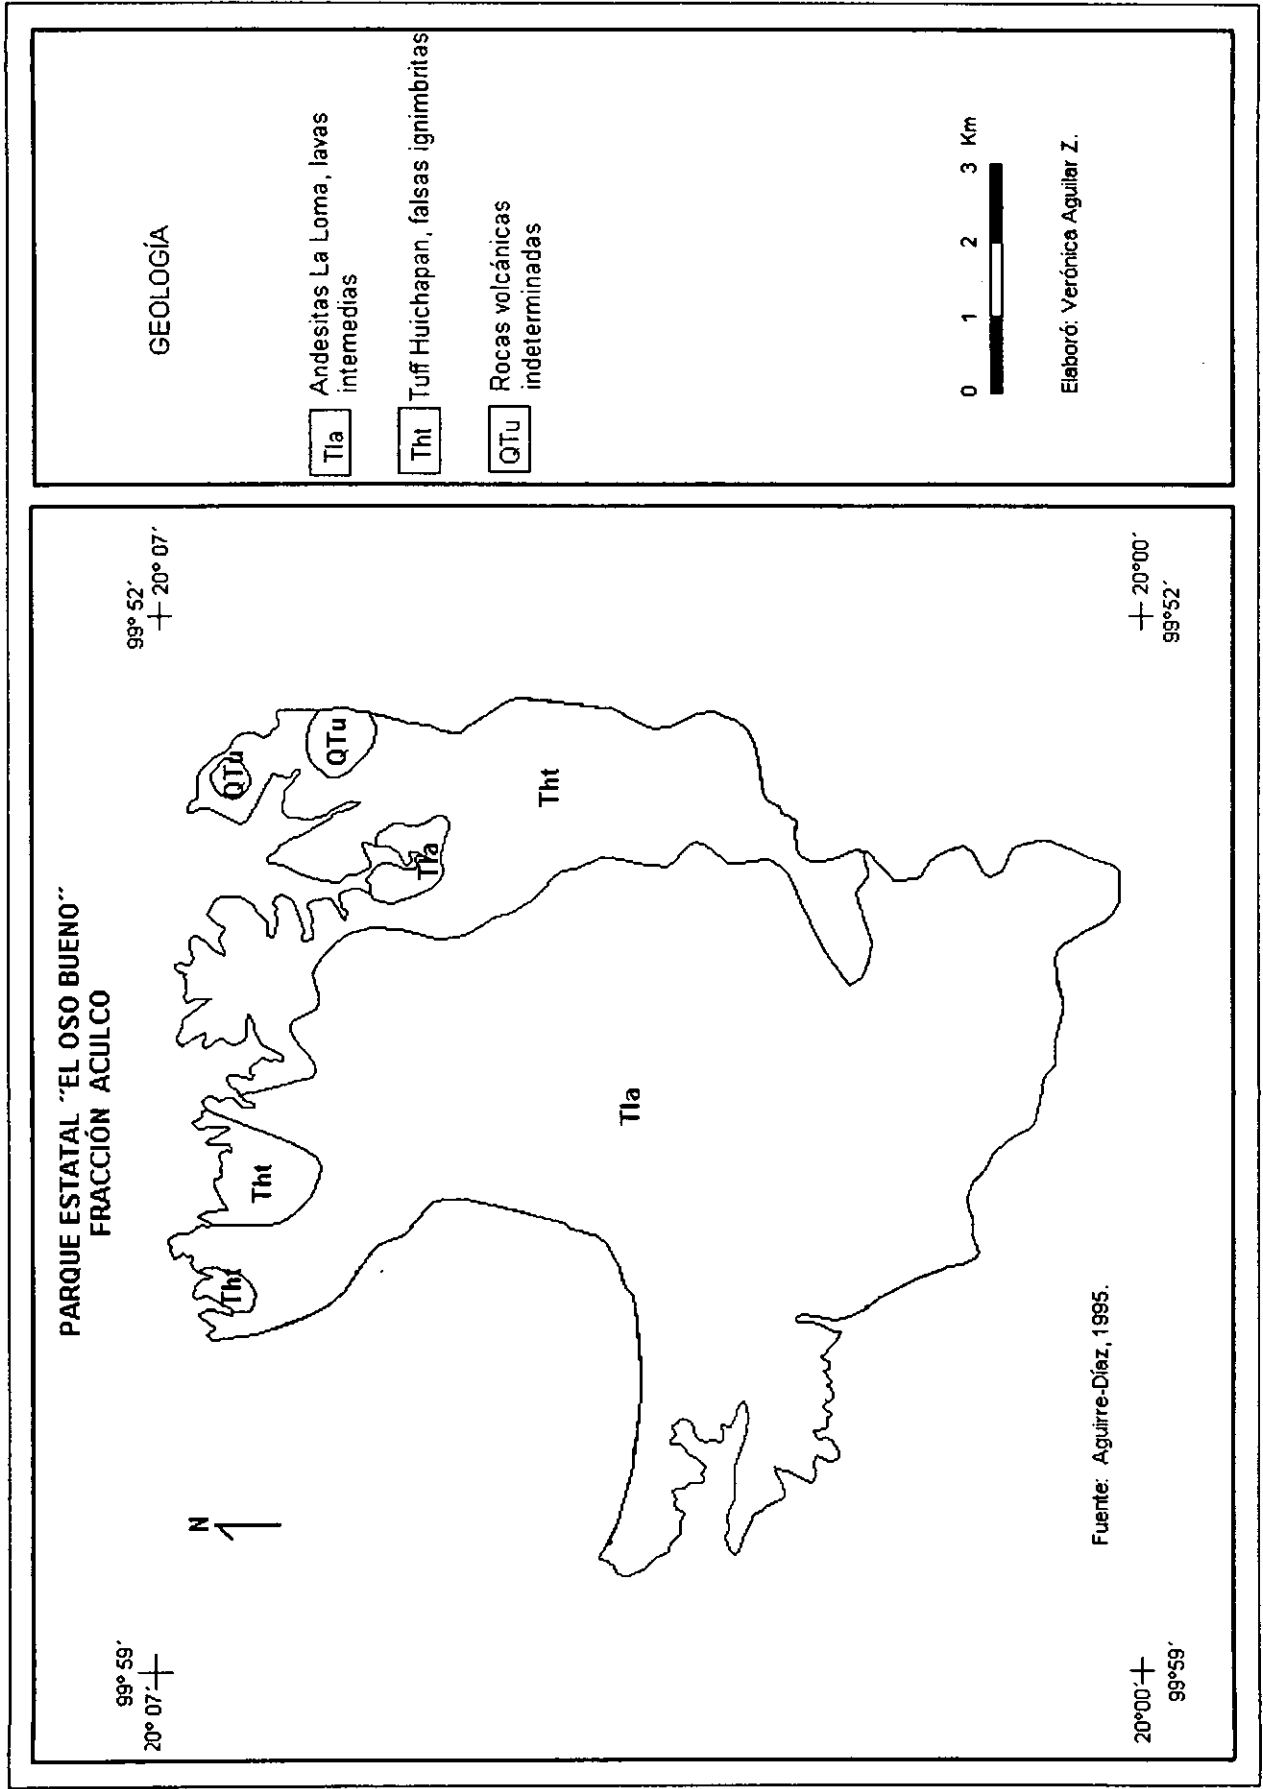 PARQUE ESTATAL "EL OSO BUENO"
FRACCIÓN ACULCO
99° 59´
20° 07´
99° 52´
20° 07´
N
Tht
Tht
QTu
QTu
Tla
Tht
Tla
Fuente: Aguirre-Díaz, 1995.
20°00´
99°59´
20°00´
99°52´
GEOLOGÍA
Tla
Andesitas La Loma, lavas
intemedias
Tht
Tuff Huichapan, falsas ignimbritas
QTu
Rocas volcánicas
indeterminadas
0 1 2 3 Km
Elaboró: Verónica Aguilar Z.